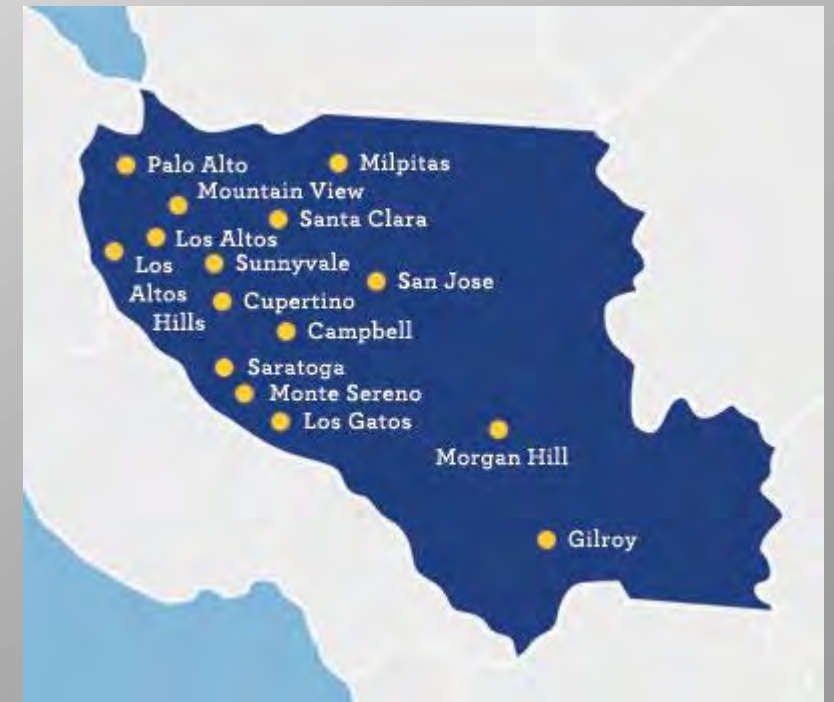 Palo Alto
Milpitas
Mountain View
Santa Clara
Los Altos
Los
Altos
Hills
Sunnyvale
San Jose
Cupertino
Campbell
Saratoga
Monte Sereno
Los Gatos
Morgan Hill
Gilroy